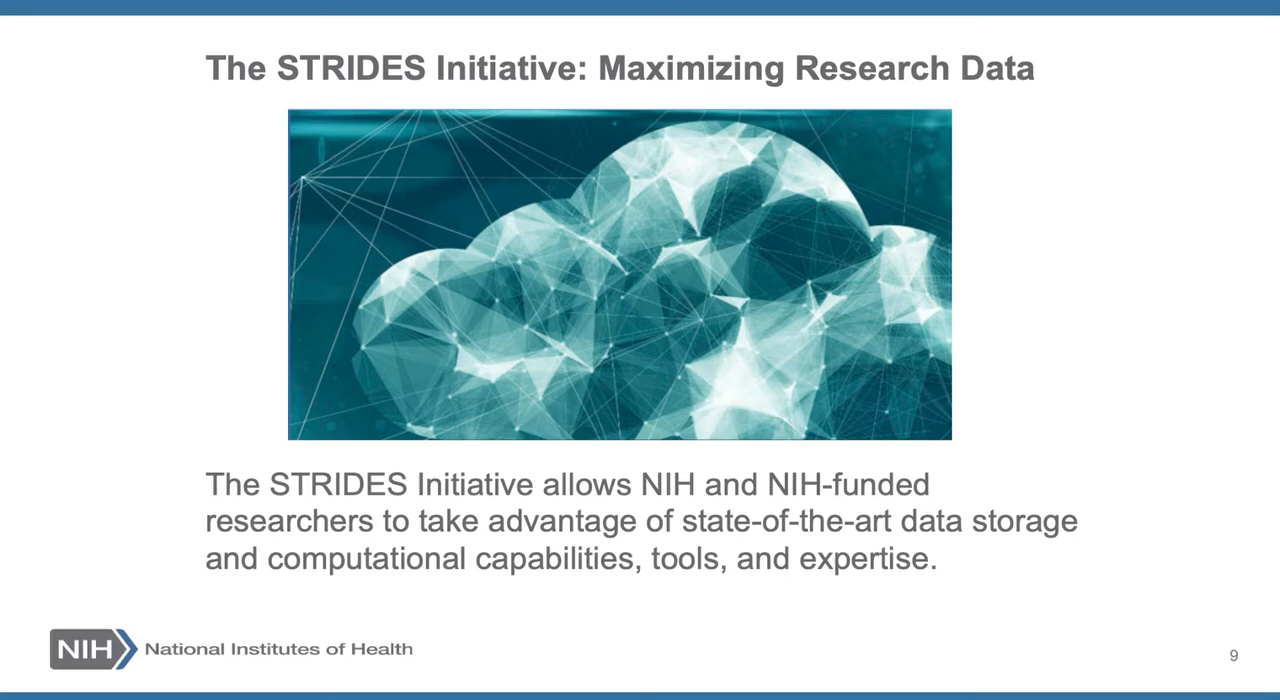 The STRIDES Initiative: Maximizing Research Data
The STRIDES Initiative allows NIH and NIH-funded
researchers to take advantage of state-of-the-art data storage
and computational capabilities, tools, and expertise.
NIH National Institutes of Health
9